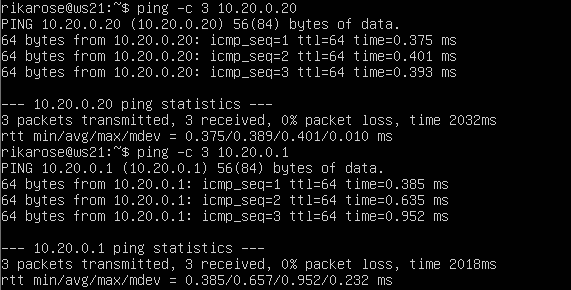 rikarose@ws21:~$ ping -c 3 10.20.0.20
PING 10.20.0.20 (10.20.0.20) 56(84) bytes of data.
64 bytes from 10.20.0.20: icmp_seq=1 ttl=64 time=0.375 ms
64 bytes from 10.20.0.20: icmp_seq=2 ttl=64 time=0.401 ms
64 bytes from 10.20.0.20: icmp_seq=3 ttl=64 time=0.393 ms

--- 10.20.0.20 ping statistics ---
3 packets transmitted, 3 received, 0% packet loss, time 2032ms
rtt min/avg/max/mdev = 0.375/0.389/0.401/0.010 ms
rikarose@ws21:~$ ping -c 3 10.20.0.1
PING 10.20.0.1 (10.20.0.1) 56(84) bytes of data.
64 bytes from 10.20.0.1: icmp_seq=1 ttl=64 time=0.385 ms
64 bytes from 10.20.0.1: icmp_seq=2 ttl=64 time=0.635 ms
64 bytes from 10.20.0.1: icmp_seq=3 ttl=64 time=0.952 ms

--- 10.20.0.1 ping statistics ---
3 packets transmitted, 3 received, 0% packet loss, time 2018ms
rtt min/avg/max/mdev = 0.385/0.657/0.952/0.232 ms